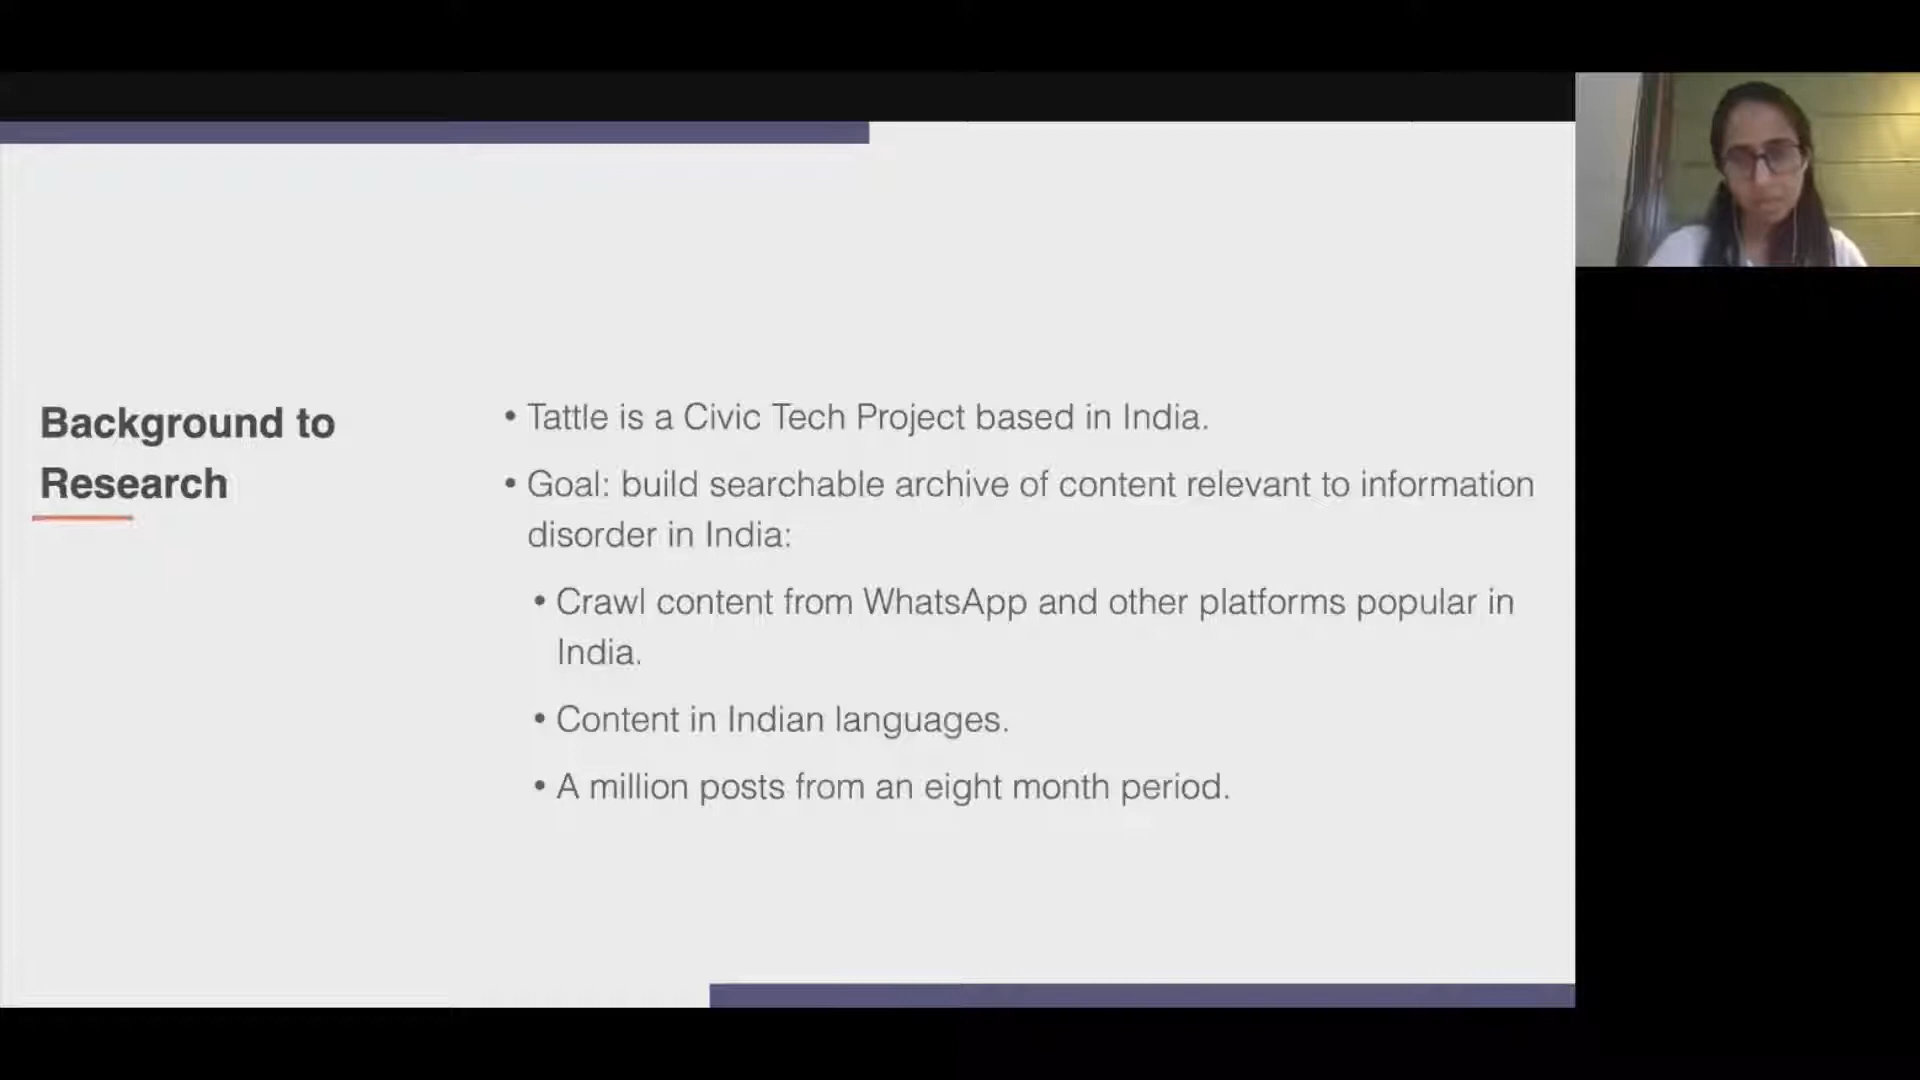 Background to
Research
• Tattle is a Civic Tech Project based in India.
• Goal: build searchable archive of content relevant to information
disorder in India:
• Crawl content from WhatsApp and other platforms popular in
India.
• Content in Indian languages.
• A million posts from an eight month period.